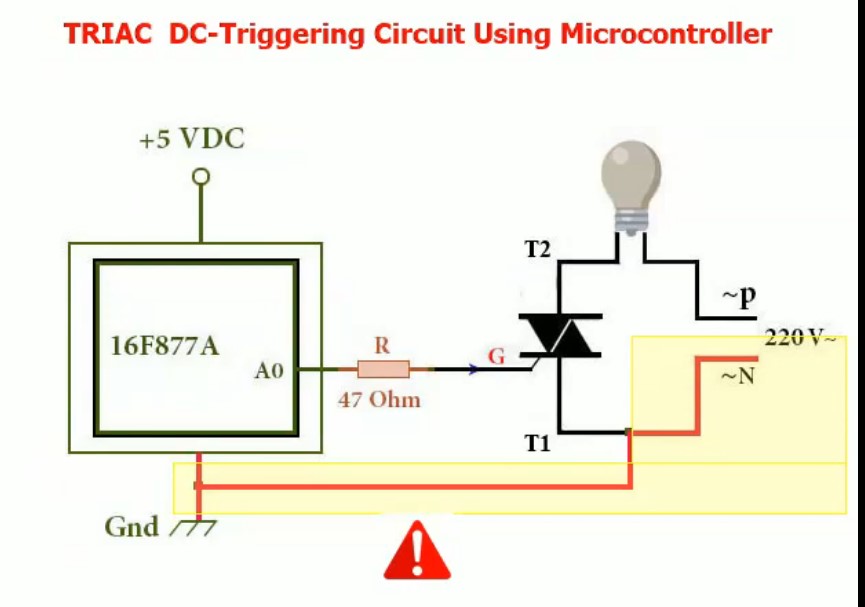 TRIAC DC-Triggering Circuit Using Microcontroller
+5 VDC
T2
~p
16F877A
R
G
220 V~
A0
~N
47 Ohm
T1
Gnd
!